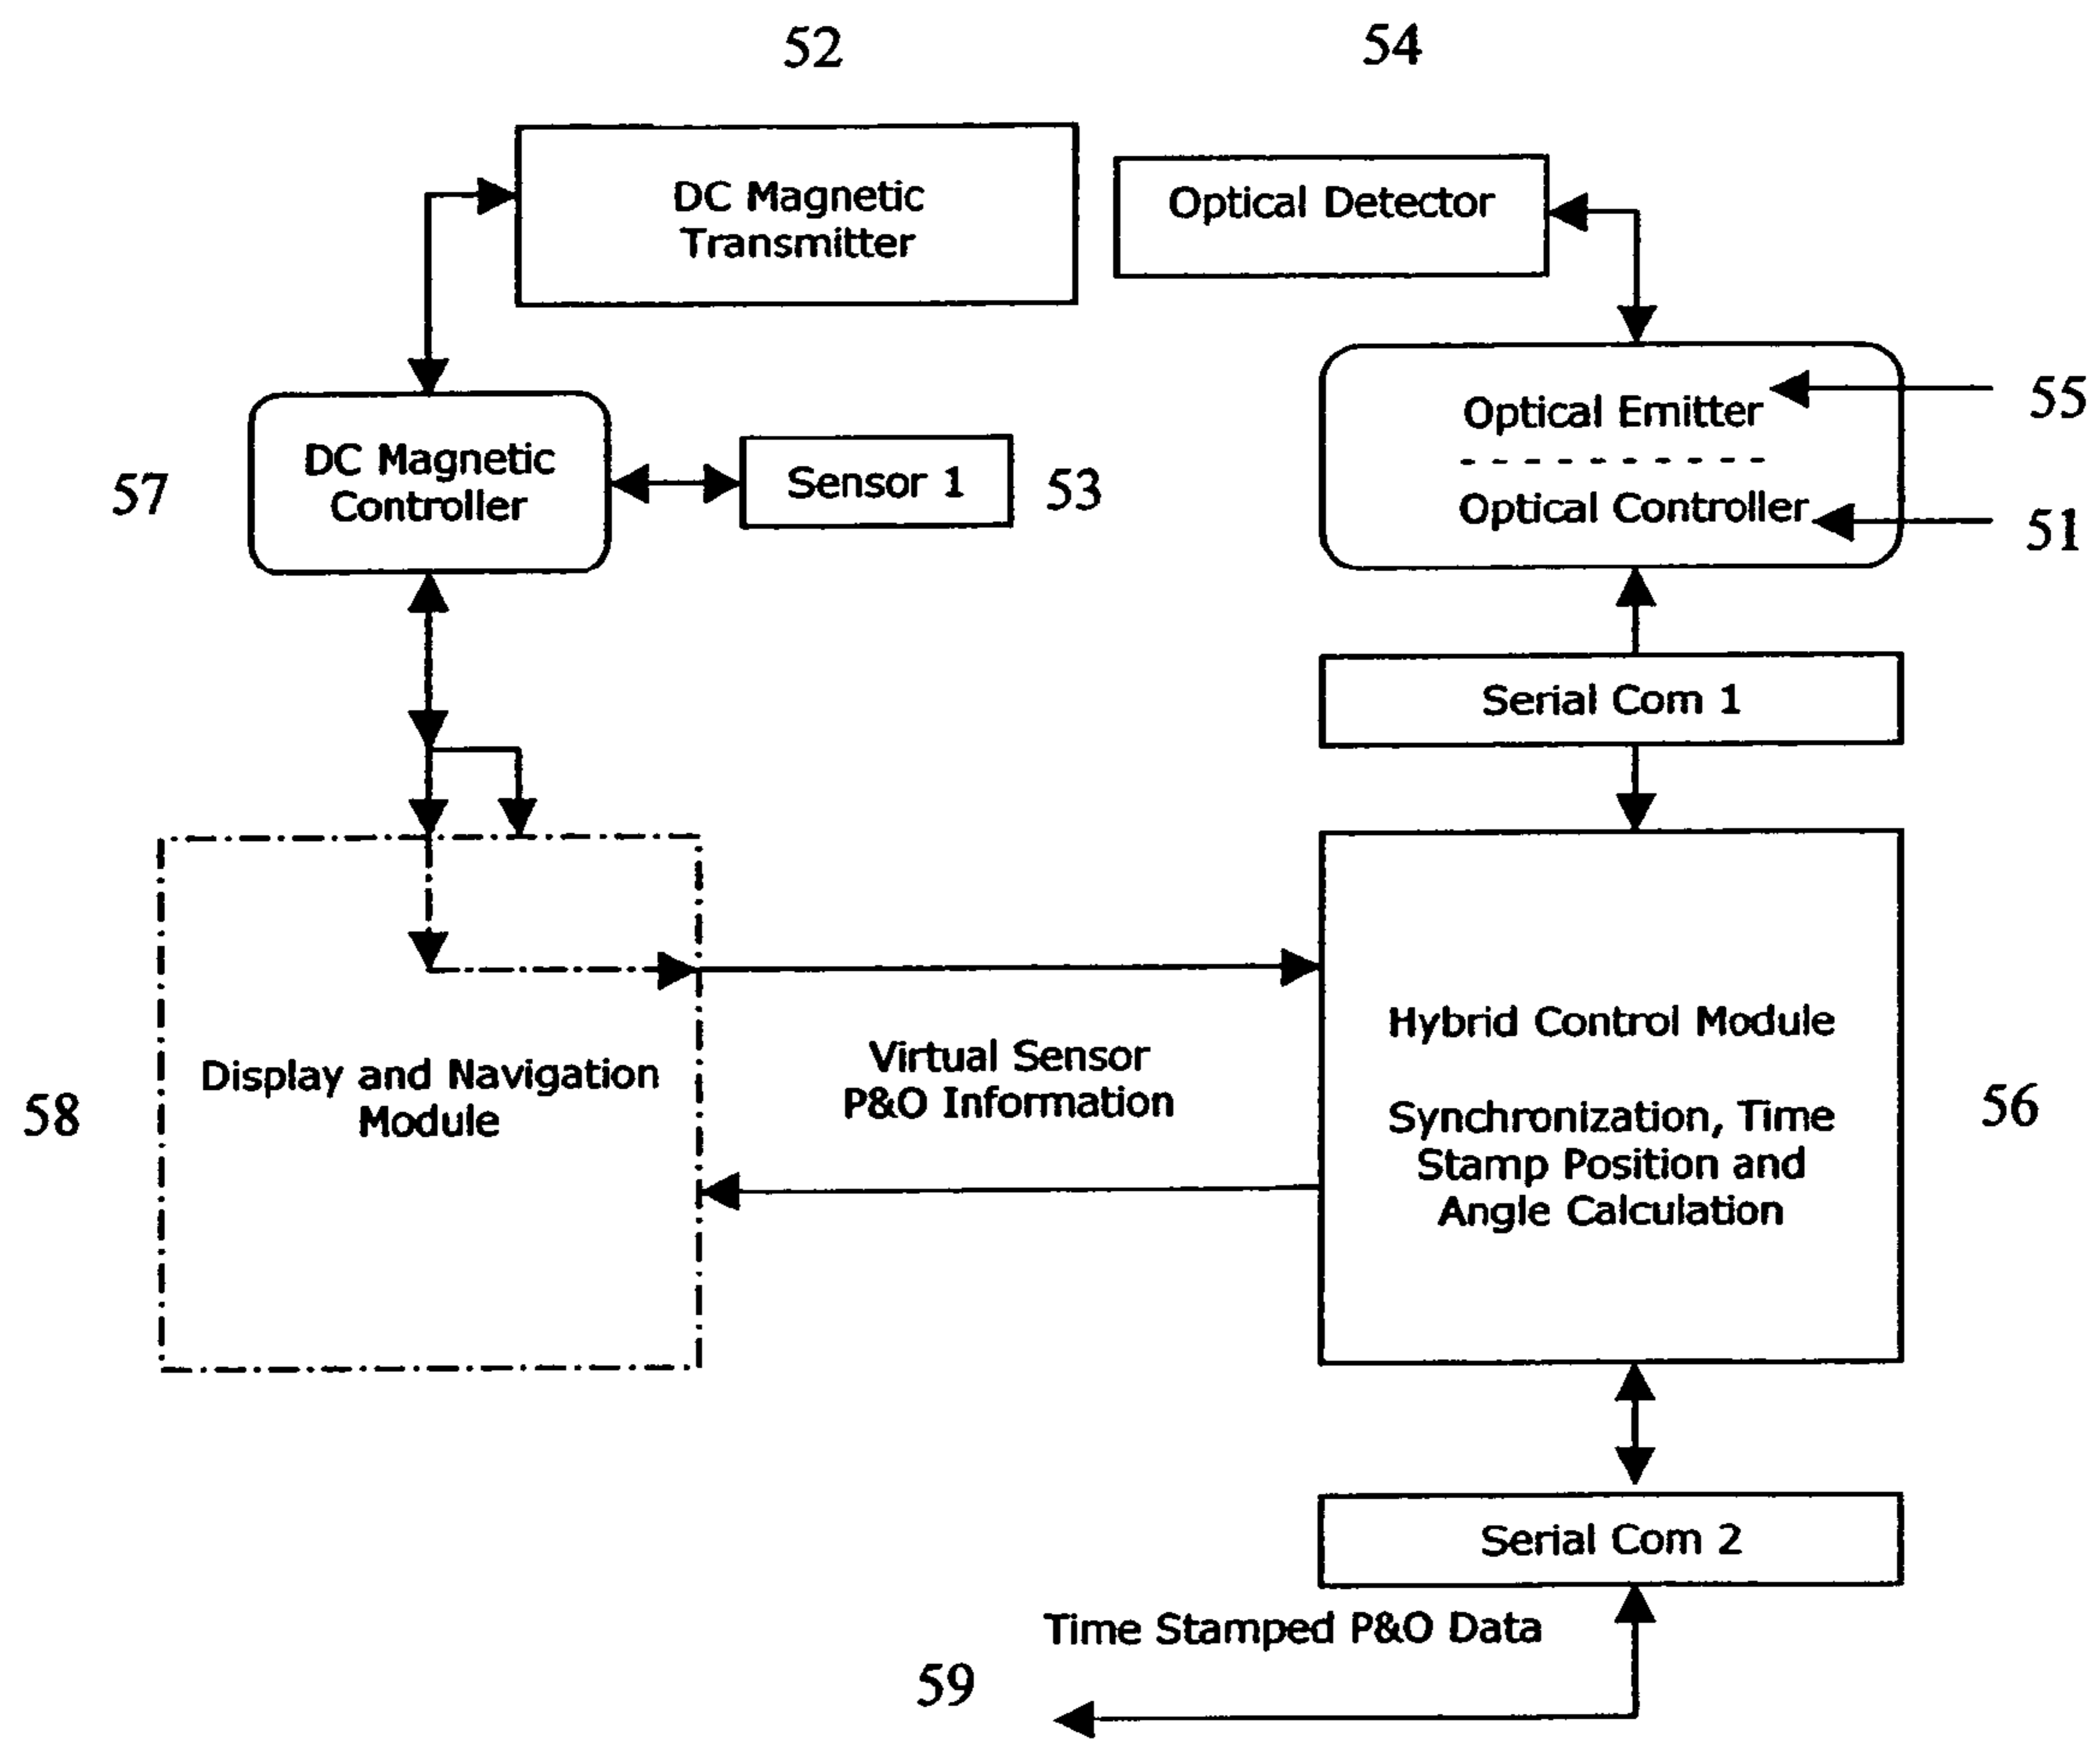 52
54
DC Magnetic
Transmitter
Optical Detector
55
Optical Emitter
57
DC Magnetic
Controller
Sensor 1
53
Optical Controller
51
Serial Com 1
58
Display and Navigation
Module
Virtual Sensor
P&O Information
Hybrid Control Module
Synchronization, Time
Stamp Position and
Angle Calculation
56
Serial Com 2
Time Stamped P&O Data
59